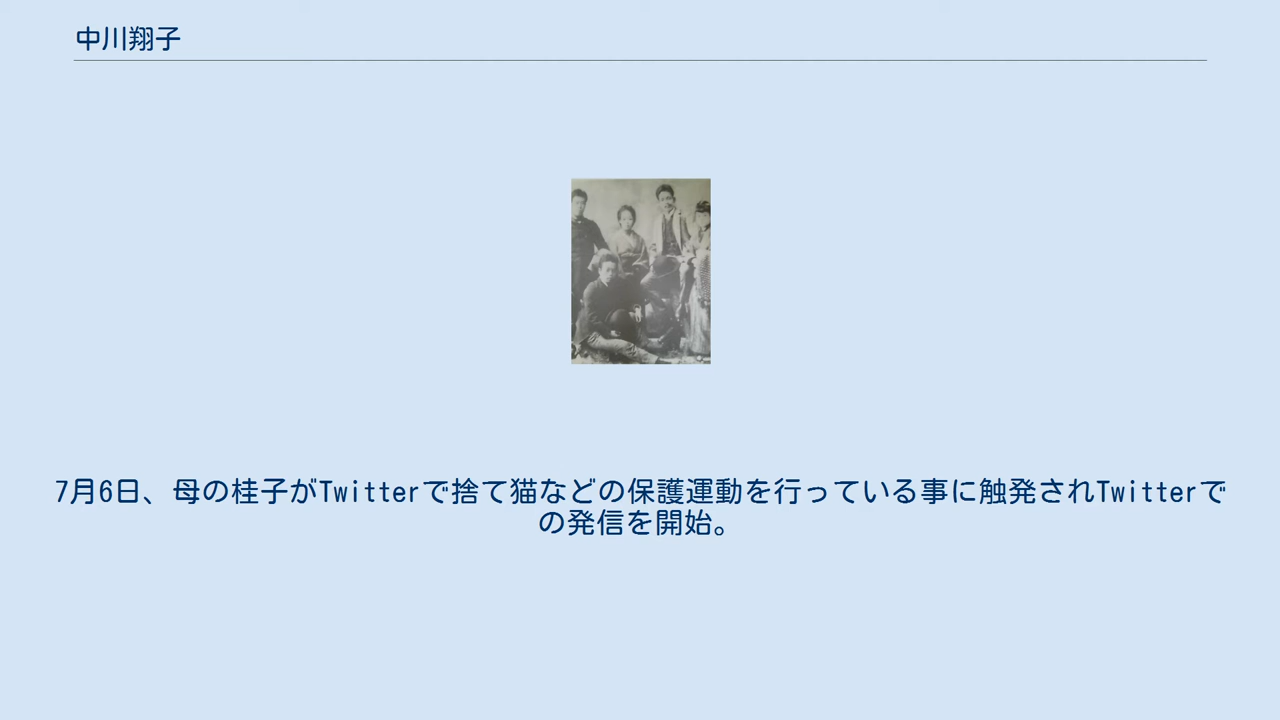 中川翔子
7月6日、母の桂子がTwitterで捨て猫などの保護運動を行っている事に触発されTwitterで
の発信を開始。